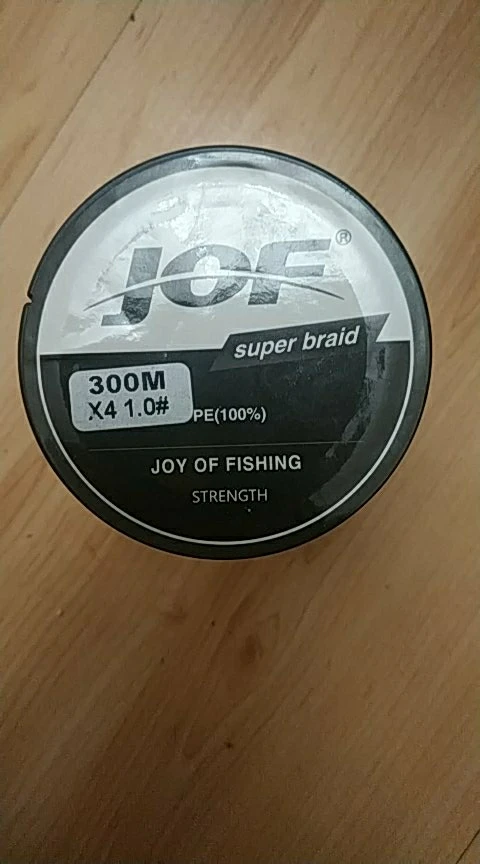 JOF®
super braid
300M
X4 1.0#
PE(100%)
JOY OF FISHING
STRENGTH